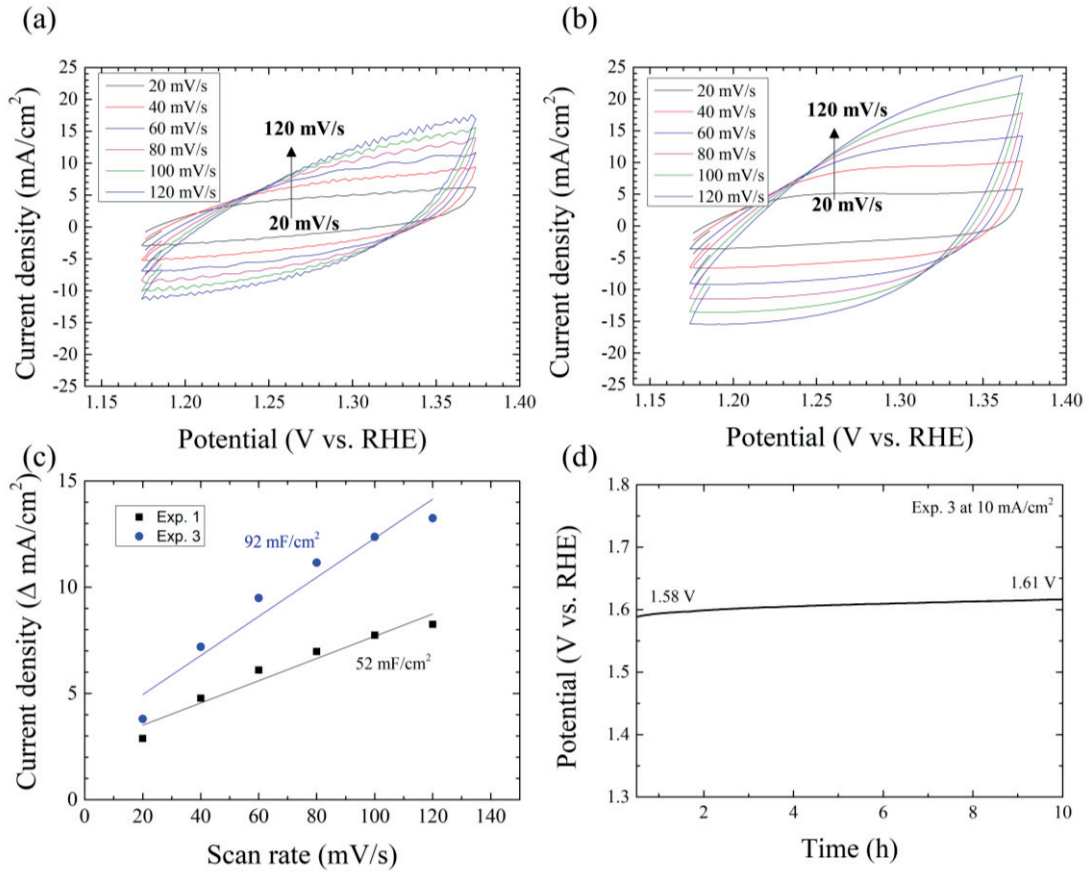 (a)
Current density (mA/cm²)
25
20
15
10
5
0
-5
-10
-15
-20
-25
20 mV/s
40 mV/s
60 mV/s
80 mV/s
100 mV/s
120 mV/s
120 mV/s
20 mV/s
1.15 1.20 1.25 1.30 1.35 1.40
Potential (V vs. RHE)
(b)
Current density (mA/cm²)
25
20
15
10
5
0
-5
-10
-15
-20
-25
20 mV/s
40 mV/s
60 mV/s
80 mV/s
100 mV/s
120 mV/s
120 mV/s
20 mV/s
1.15 1.20 1.25 1.30 1.35 1.40
Potential (V vs. RHE)
(c)
Current density (Δ mA/cm²)
15
10
5
0
Exp. 1
Exp. 3
92 mF/cm²
52 mF/cm²
0 20 40 60 80 100 120 140
Scan rate (mV/s)
(d)
Potential (V vs. RHE)
1.8
1.7
1.6
1.5
1.4
1.3
Exp. 3 at 10 mA/cm²
1.58 V
1.61 V
2 4 6 8 10
Time (h)